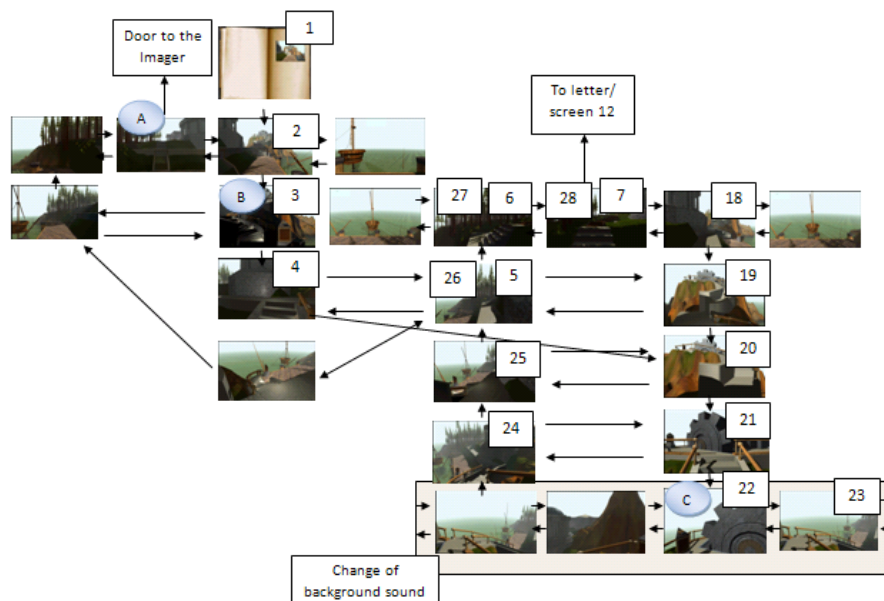 Door to the
Imager
1
A
2
To letter/
screen 12
B
3
27
6
28
7
18
4
26
5
19
25
20
24
21
C
22
23
Change of
background sound